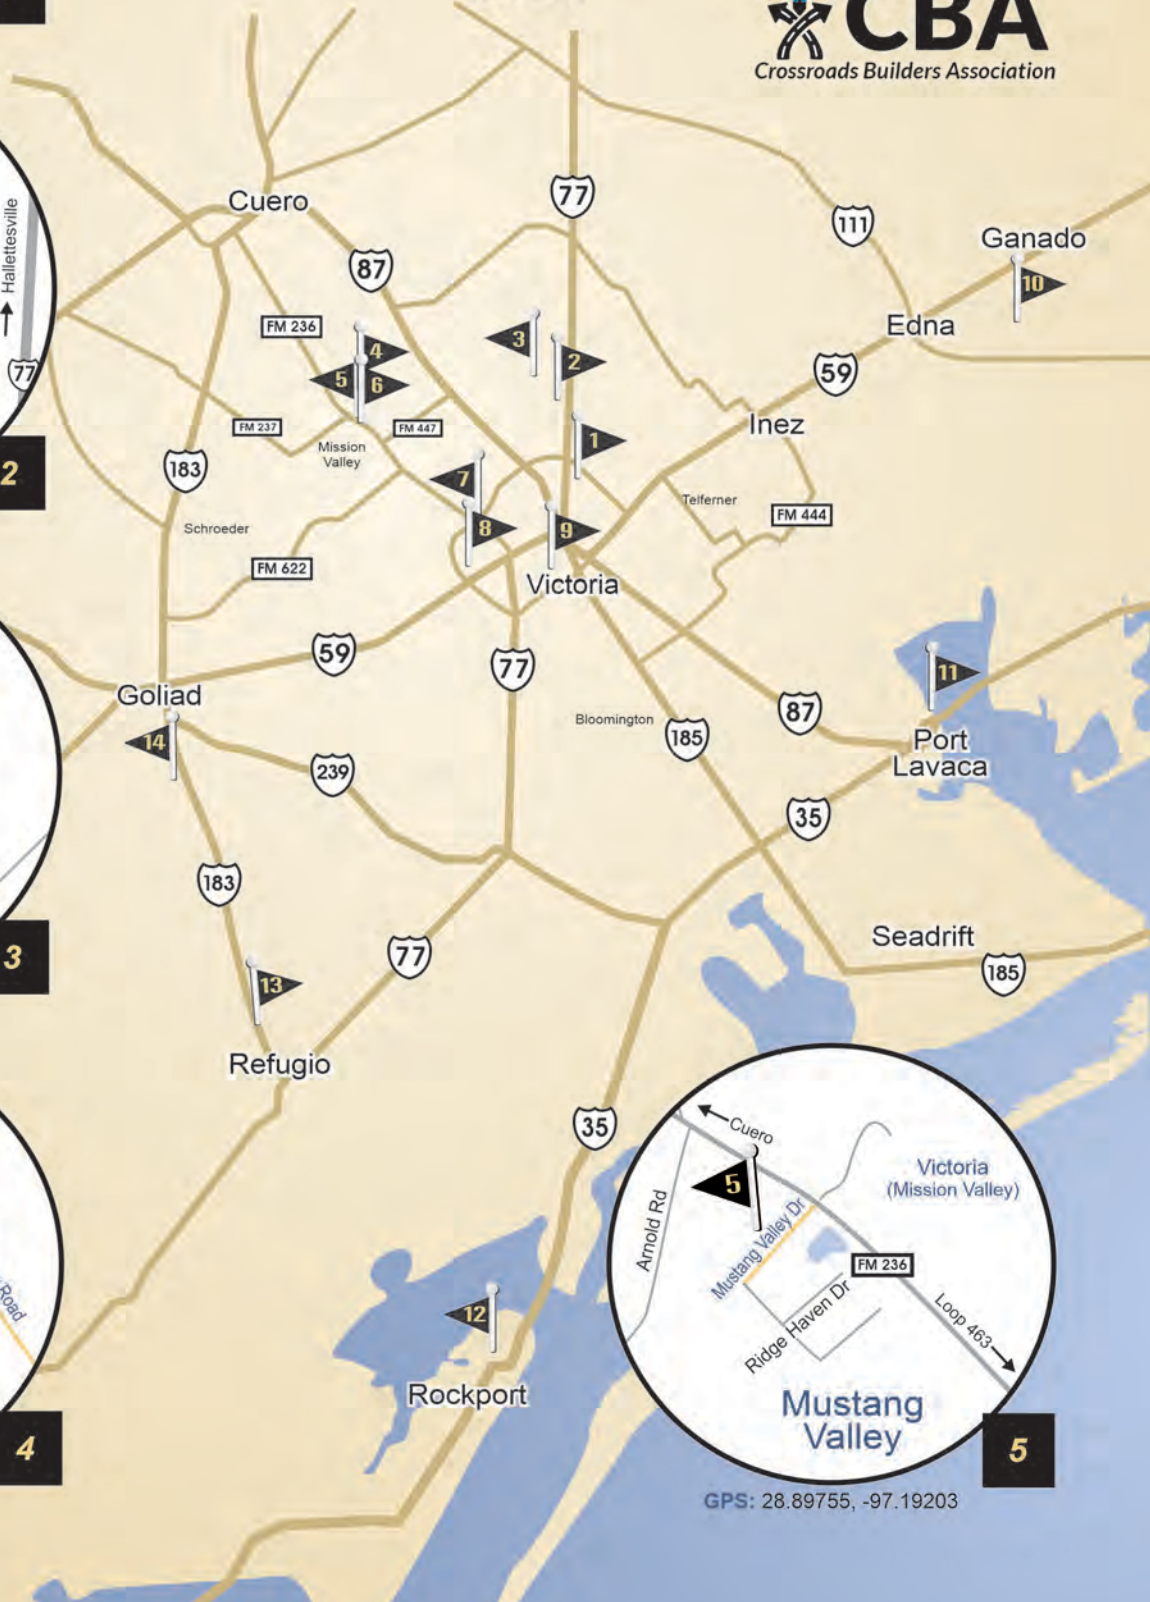 CBA
Crossroads Builders Association
Hallettesville
77
2
Cuero
77
111
Ganado
10
87
Edna
FM 236
3
2
4
5
6
59
Inez
1
FM 237
FM 447
Mission
Valley
183
7
Telferner
FM 444
Schroeder
8
9
FM 622
Victoria
59
77
11
Goliad
14
87
Bloomington
185
Port
Lavaca
239
35
183
3
77
Seadrift
185
13
Refugio
35
Cuero
5
Victoria
(Mission Valley)
Arnold Rd
Mustang Valley Dr
FM 236
Ridge Haven Dr
Loop 463
Road
12
Rockport
Mustang
Valley
4
5
GPS: 28.89755, -97.19203